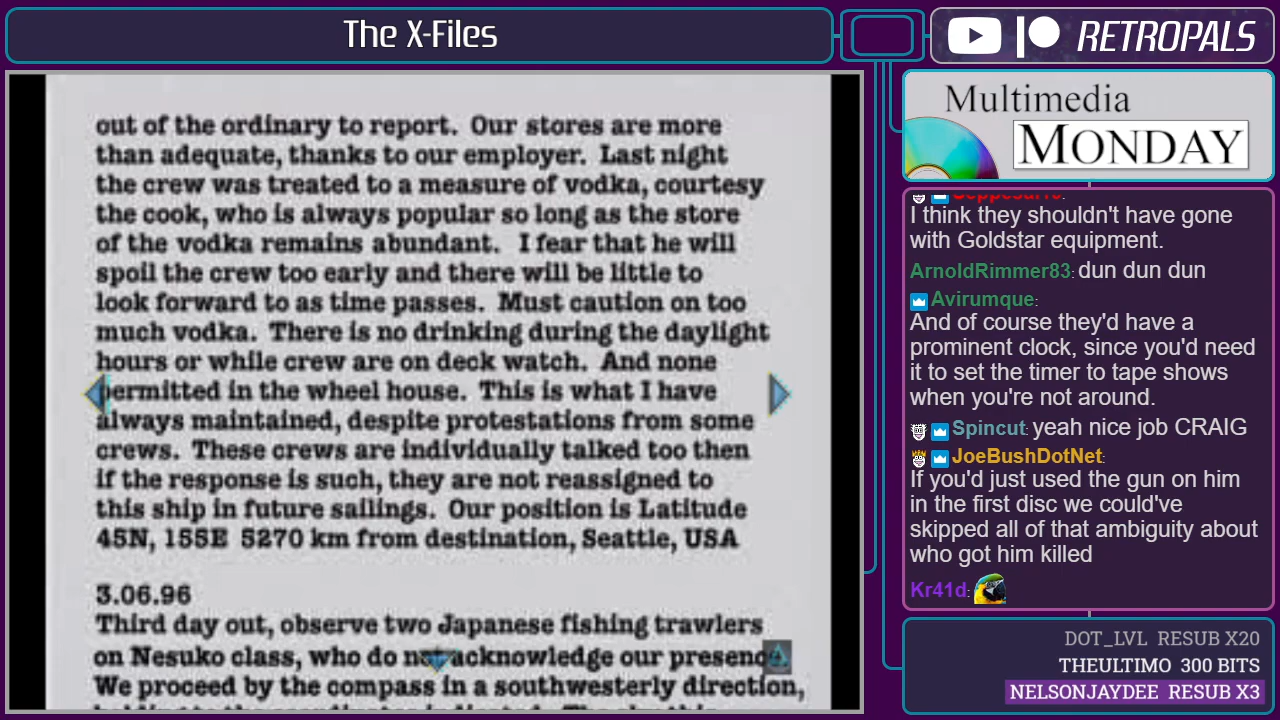 The X-Files
RETROPALS
out of the ordinary to report. Our stores are more
than adequate, thanks to our employer. Last night
the crew was treated to a measure of vodka, courtesy
the cook, who is always popular so long as the store
of the vodka remains abundant. I fear that he will
spoil the crew too early and there will be little to
look forward to as time passes. Must caution on too
much vodka. There is no drinking during the daylight
hours or while crew are on deck watch. And none
permitted in the wheel house. This is what I have
always maintained, despite protestations from some
crews. These crews are individually talked too then
if the response is such, they are not reassigned to
this ship in future sailings. Our position is Latitude
45N, 155E 5270 km from destination, Seattle, USA
3.06.96
Third day out, observe two Japanese fishing trawlers
on Nesuko class, who do not acknowledge our presence.
We proceed by the compass in a southwesterly direction,
Multimedia
MONDAY
I think they shouldn't have gone
with Goldstar equipment.
ArnoldRimmer83: dun dun dun
Avirumque:
And of course they'd have a
prominent clock, since you'd need
it to set the timer to tape shows
when you're not around.
Spincut: yeah nice job CRAIG
JoeBushDotNet:
If you'd just used the gun on him
in the first disc we could've
skipped all of that ambiguity about
who got him killed
Kr41d:
DOT_LVL RESUB X20
THEULTIMO 300 BITS
NELSONJAYDEE RESUB X3